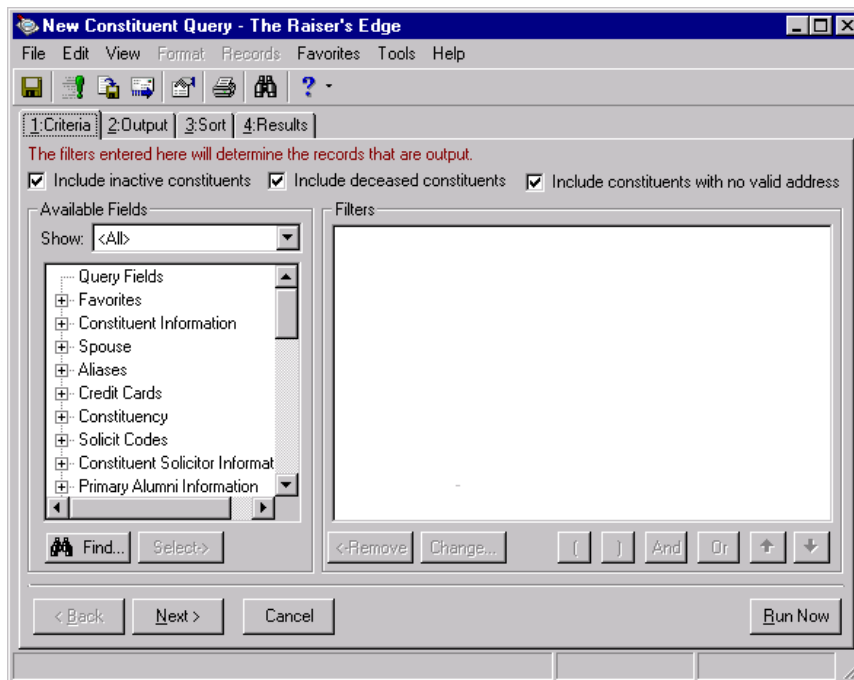 New Constituent Query - The Raiser's Edge
File Edit View Format Records Favorites Tools Help
1:Criteria 2:Output 3:Sort 4:Results
The filters entered here will determine the records that are output.
Include inactive constituents Include deceased constituents Include constituents with no valid address
Available Fields
Show: <All>
Query Fields
Favorites
Constituent Information
Spouse
Aliases
Credit Cards
Constituency
Solicit Codes
Constituent Solicitor Informat
Primary Alumni Information
Find... Select->
Filters
<-Remove Change... ( ) And Or
< Back Next > Cancel Run Now